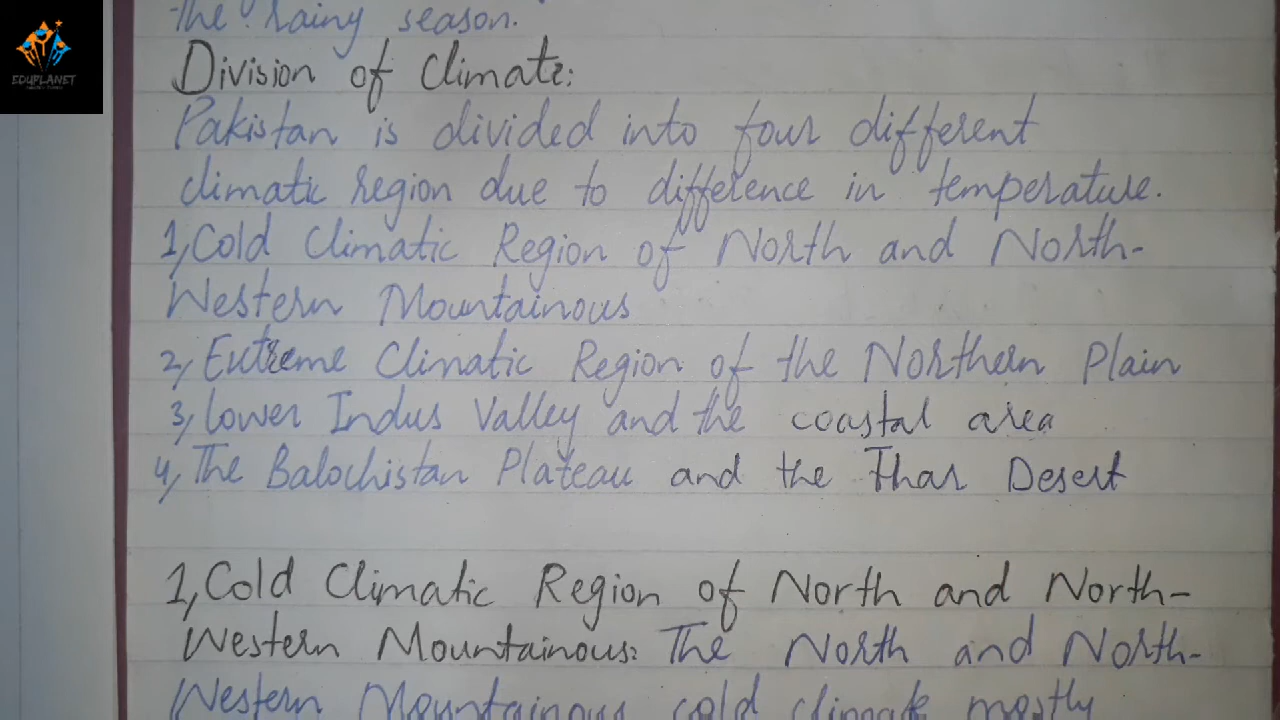 EDUPLANET
the rainy season.
Division of Climate:
Pakistan is divided into four different
climatic region due to difference in temperature.
1, Cold Climatic Region of North and North-
Western Mountainous
2, Extreme Climatic Region of the Northern Plain
3, Lower Indus Valley and the coastal area
4, The Balochistan Plateau and the Thar Desert
1, Cold Climatic Region of North and North-
Western Mountainous: The North and North-
Western Mountainous cold climate mostly